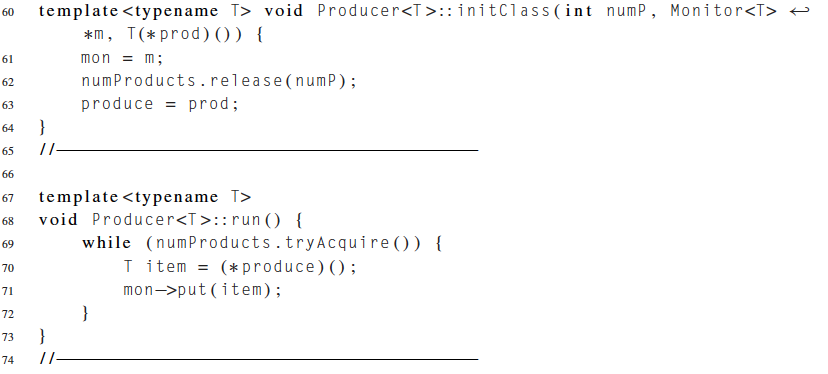 60 template<typename T> void Producer<T>::initClass(int numP, Monitor<T> ↩
*m, T(*prod)()) {
61 mon = m;
62 numProducts.release(numP);
63 produce = prod;
64 }
65 //————————————————————
66
67 template<typename T>
68 void Producer<T>::run() {
69 while (numProducts.tryAcquire()) {
70 T item = (*produce)();
71 mon−>put(item);
72 }
73 }
74 //————————————————————